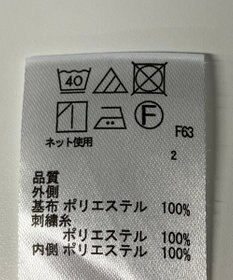 40
F
F63
ネット使用
2
品質
外側
基布 ポリエステル 100%
刺繍糸
ポリエステル 100%
内側 ポリエステル 100%